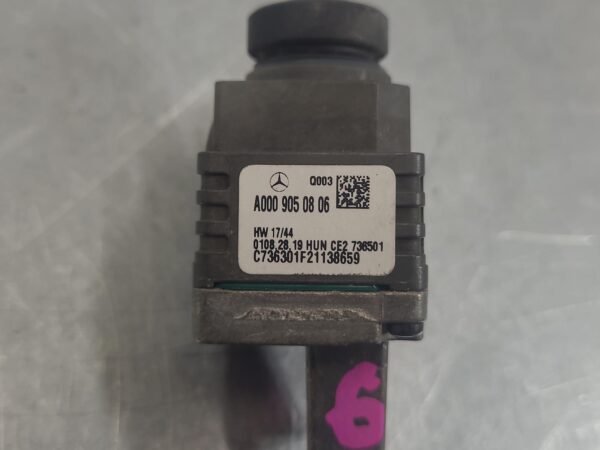 Q003
A000 905 08 06
HW 17/44
0108.28.19 HUN CE2 736501
C736301F21138659
6